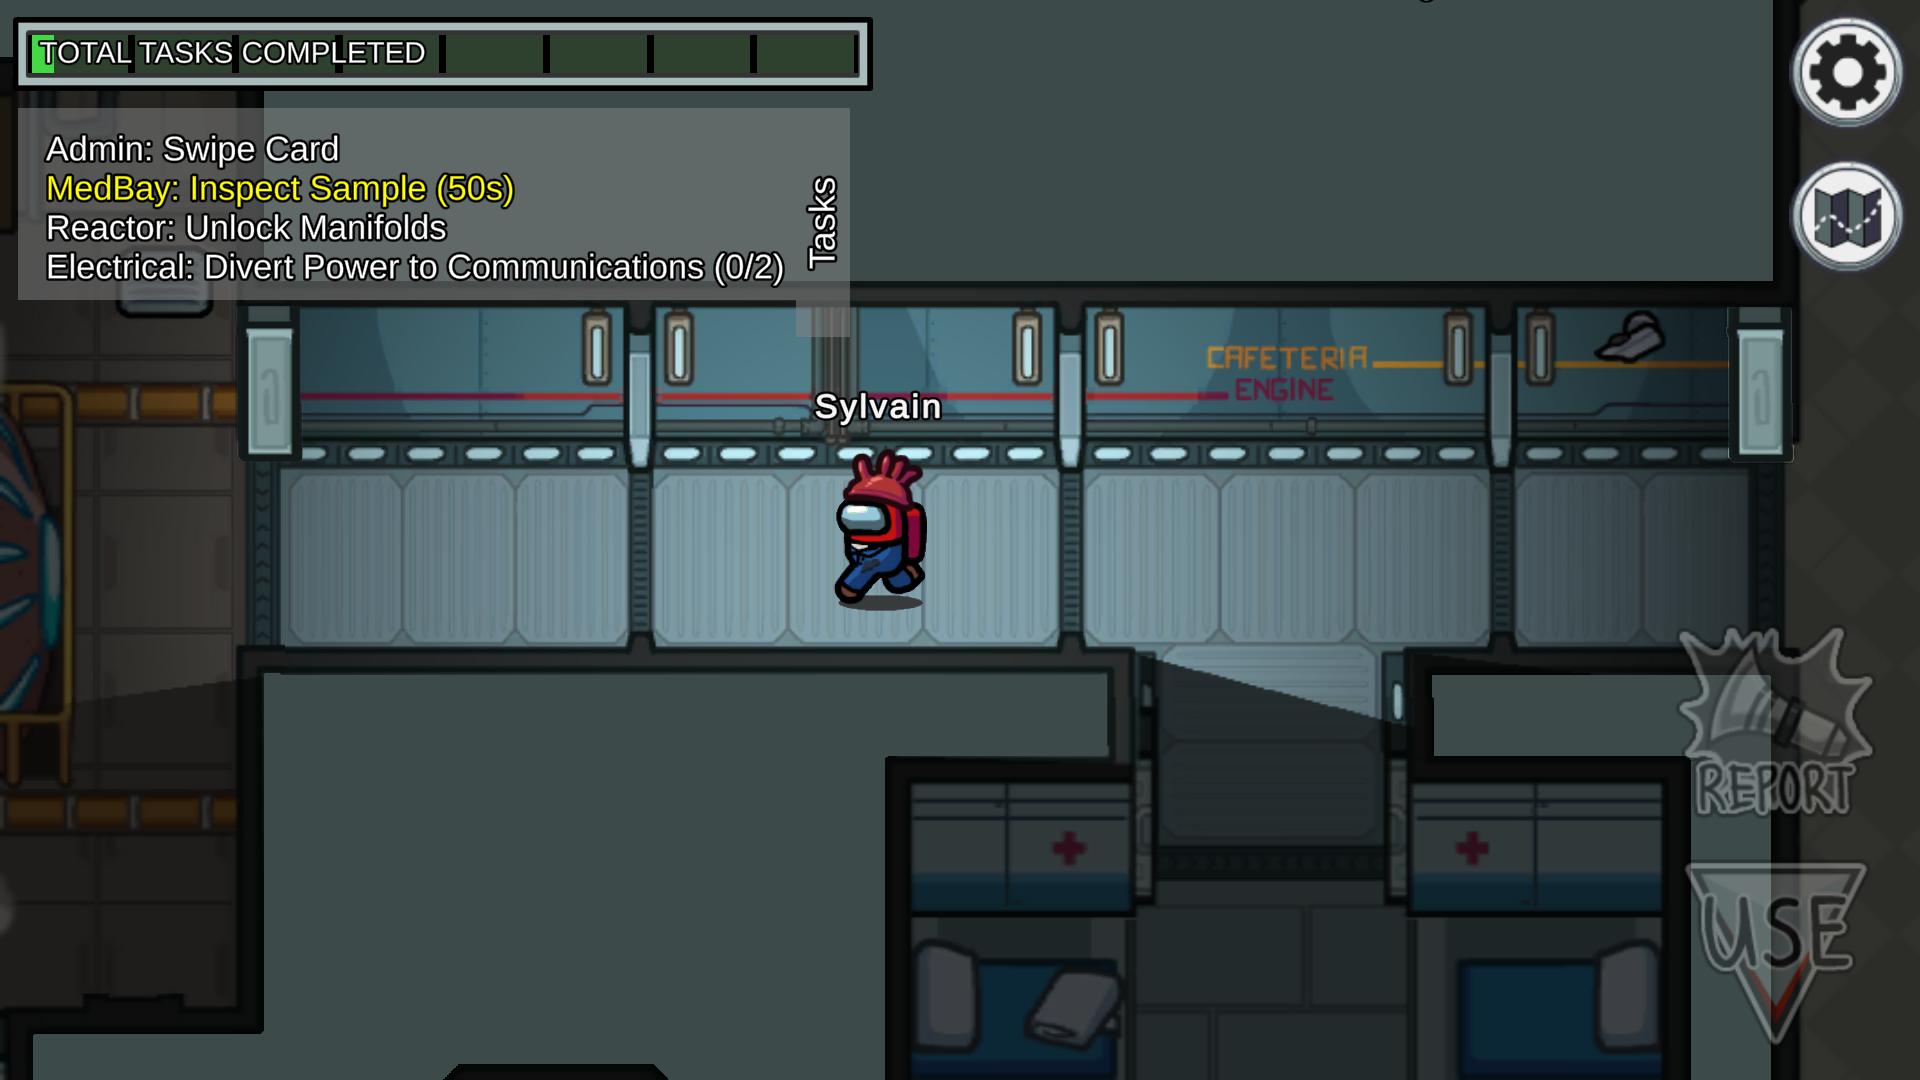 TOTAL TASKS COMPLETED
Admin: Swipe Card
MedBay: Inspect Sample (50s)
Reactor: Unlock Manifolds
Electrical: Divert Power to Communications (0/2)
Tasks
CAFETERIA
ENGINE
Sylvain
REPORT
USE